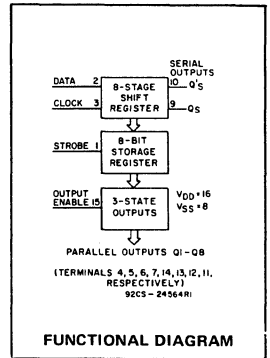 SERIAL
OUTPUTS
DATA 2
10 Q'S
8-STAGE
SHIFT
REGISTER
CLOCK 3
9 QS
STROBE 1
8-BIT
STORAGE
REGISTER
OUTPUT
ENABLE 15
3-STATE
OUTPUTS
VDD = 16
VSS = 8
PARALLEL OUTPUTS Q1-Q8
(TERMINALS 4, 5, 6, 7, 14, 13, 12, 11,
RESPECTIVELY)
92CS - 24564R1
FUNCTIONAL DIAGRAM